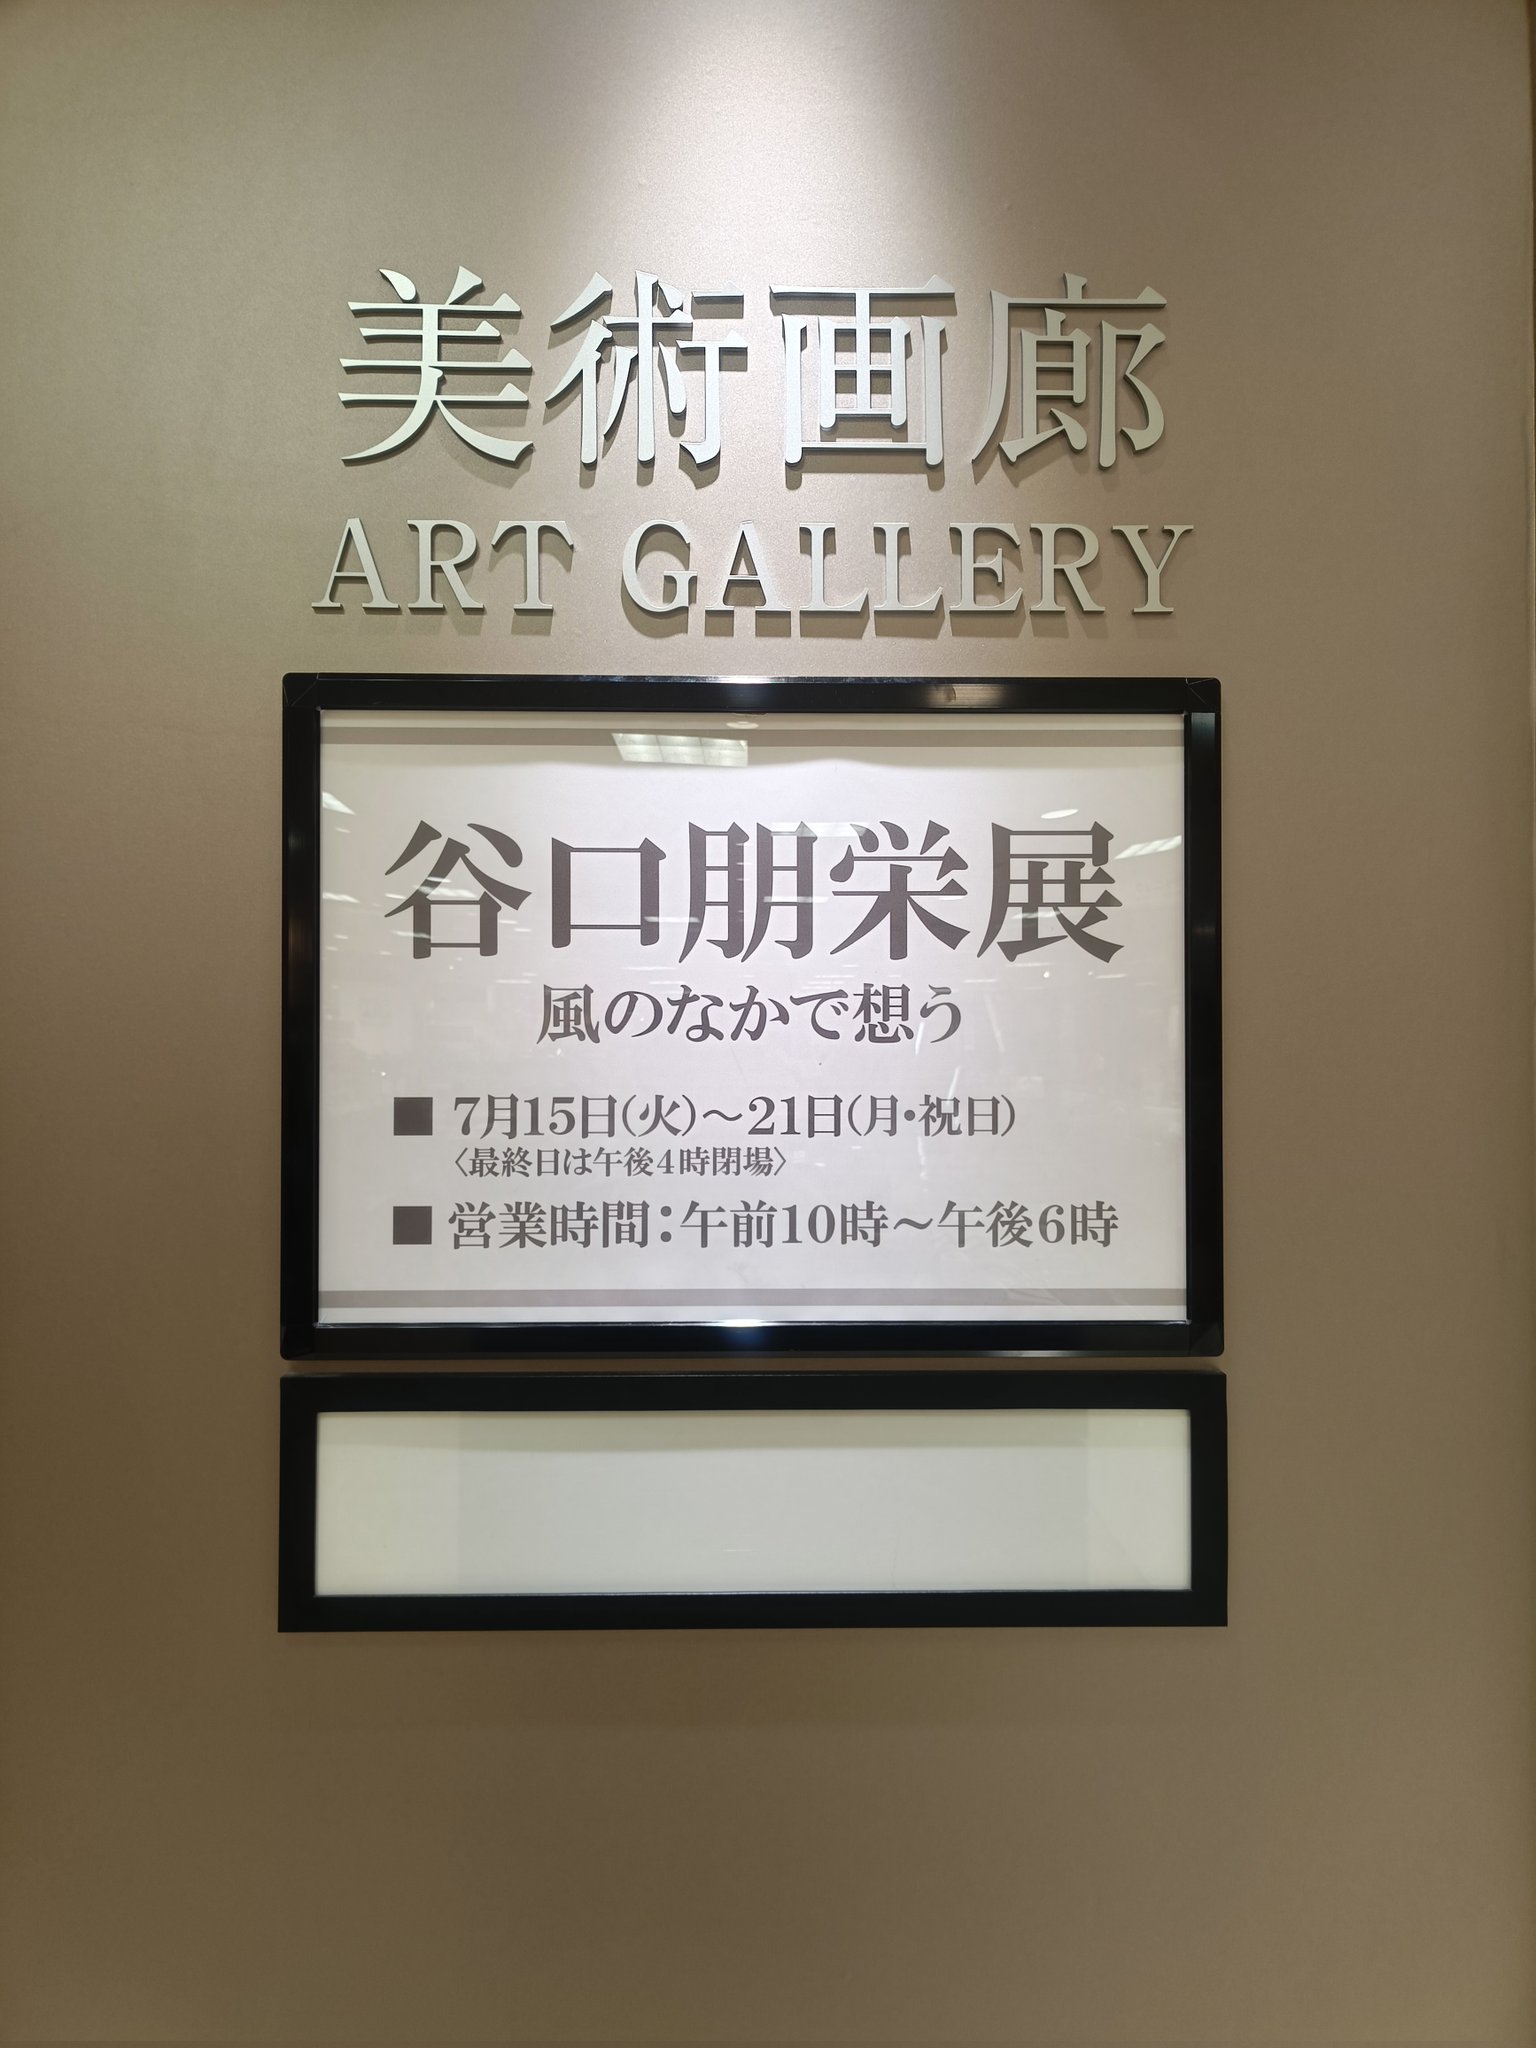 美術画廊
ART GALLERY
谷口朋栄展
風のなかで想う
■ 7月15日(火)～21日(月・祝日)
〈最終日は午後4時閉場〉
■ 営業時間：午前10時～午後6時